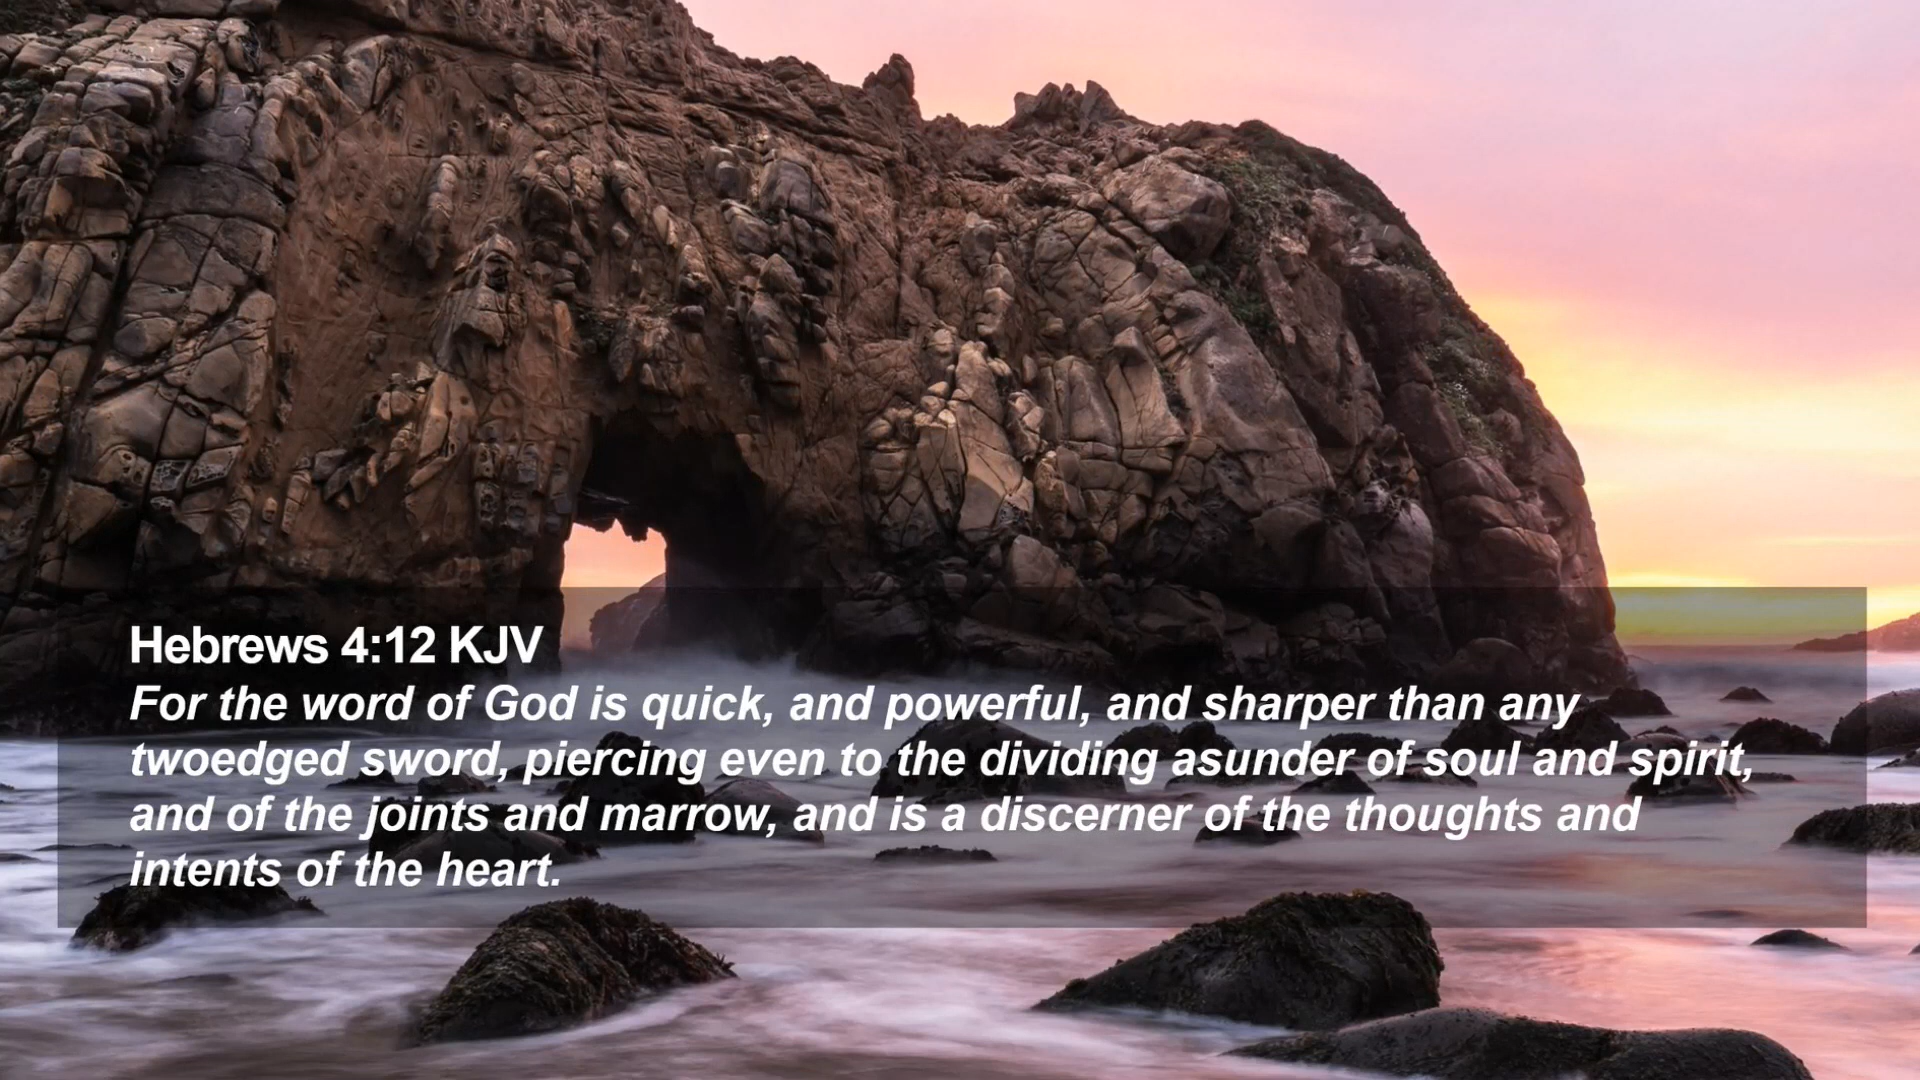 Hebrews 4:12 KJV
For the word of God is quick, and powerful, and sharper than any
twoedged sword, piercing even to the dividing asunder of soul and spirit,
and of the joints and marrow, and is a discerner of the thoughts and
intents of the heart.